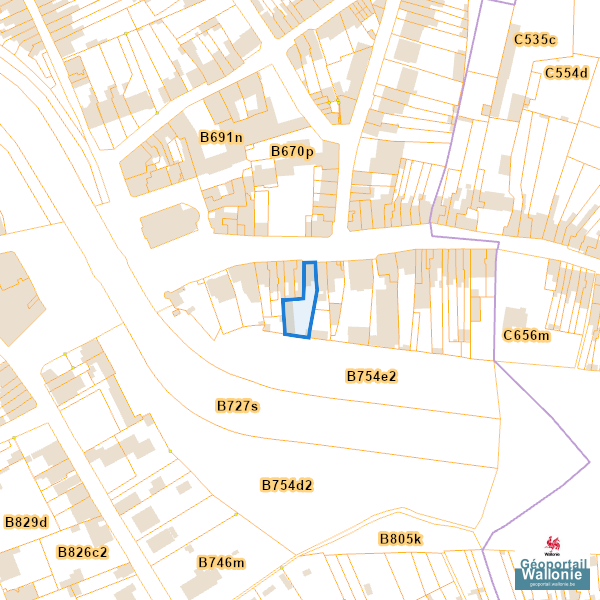 C535c
C554d
B691n
B670p
C656m
B754e2
B727s
B754d2
B829d
B805k
B826c2
B746m
Wallonie
Géoportail
Wallonie
geoportail.wallonie.be